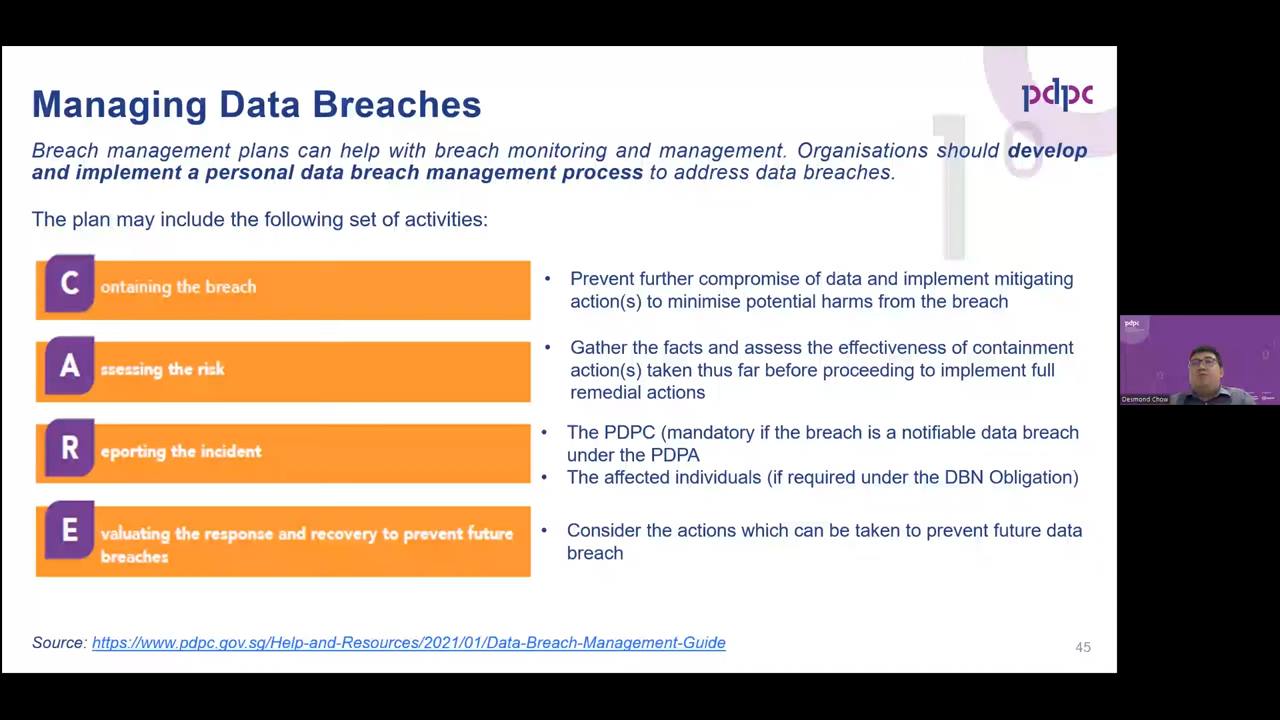 pdpc
Managing Data Breaches
Breach management plans can help with breach monitoring and management. Organisations should develop
and implement a personal data breach management process to address data breaches.
The plan may include the following set of activities:
Containing the breach
• Prevent further compromise of data and implement mitigating
action(s) to minimise potential harms from the breach
Assessing the risk
• Gather the facts and assess the effectiveness of containment
action(s) taken thus far before proceeding to implement full
remedial actions
Reporting the incident
• The PDPC (mandatory if the breach is a notifiable data breach
under the PDPA
• The affected individuals (if required under the DBN Obligation)
Evaluating the response and recovery to prevent future
breaches
• Consider the actions which can be taken to prevent future data
breach
Source: https://www.pdpc.gov.sg/Help-and-Resources/2021/01/Data-Breach-Management-Guide
45
pdpc
Desmond Chow